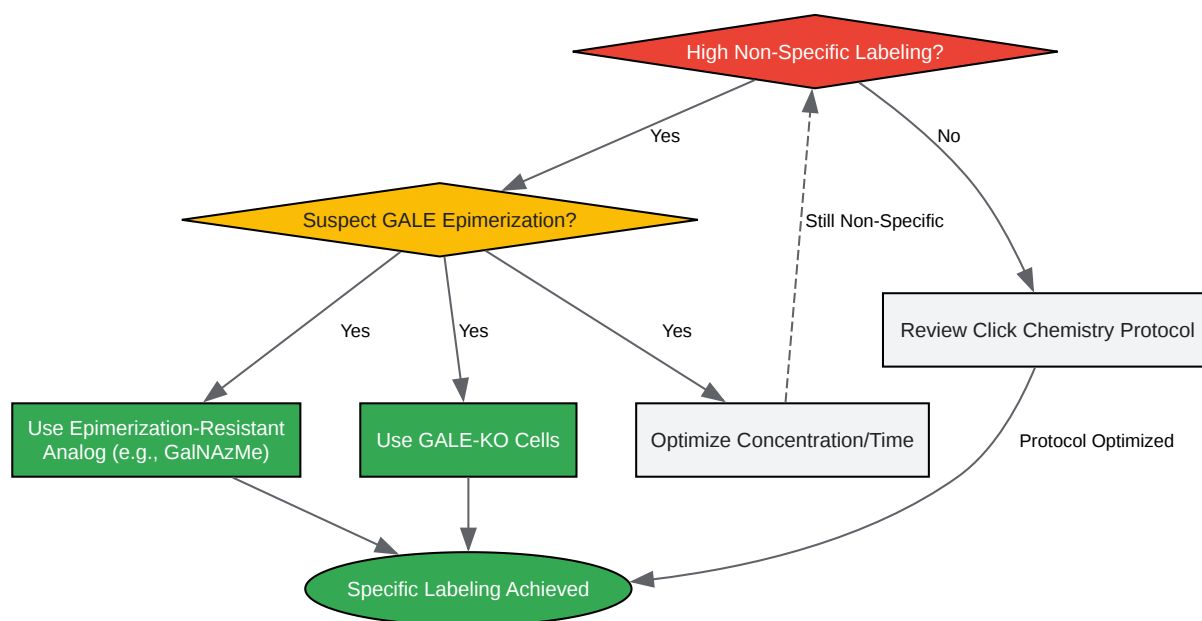 High Non-Specific Labeling?
Yes
No
Suspect GALE Epimerization?
Still Non-Specific
Yes
Yes
Yes
Review Click Chemistry Protocol
Use Epimerization-Resistant
Analog (e.g., GalNAzMe)
Use GALE-KO Cells
Optimize Concentration/Time
Protocol Optimized
Specific Labeling Achieved